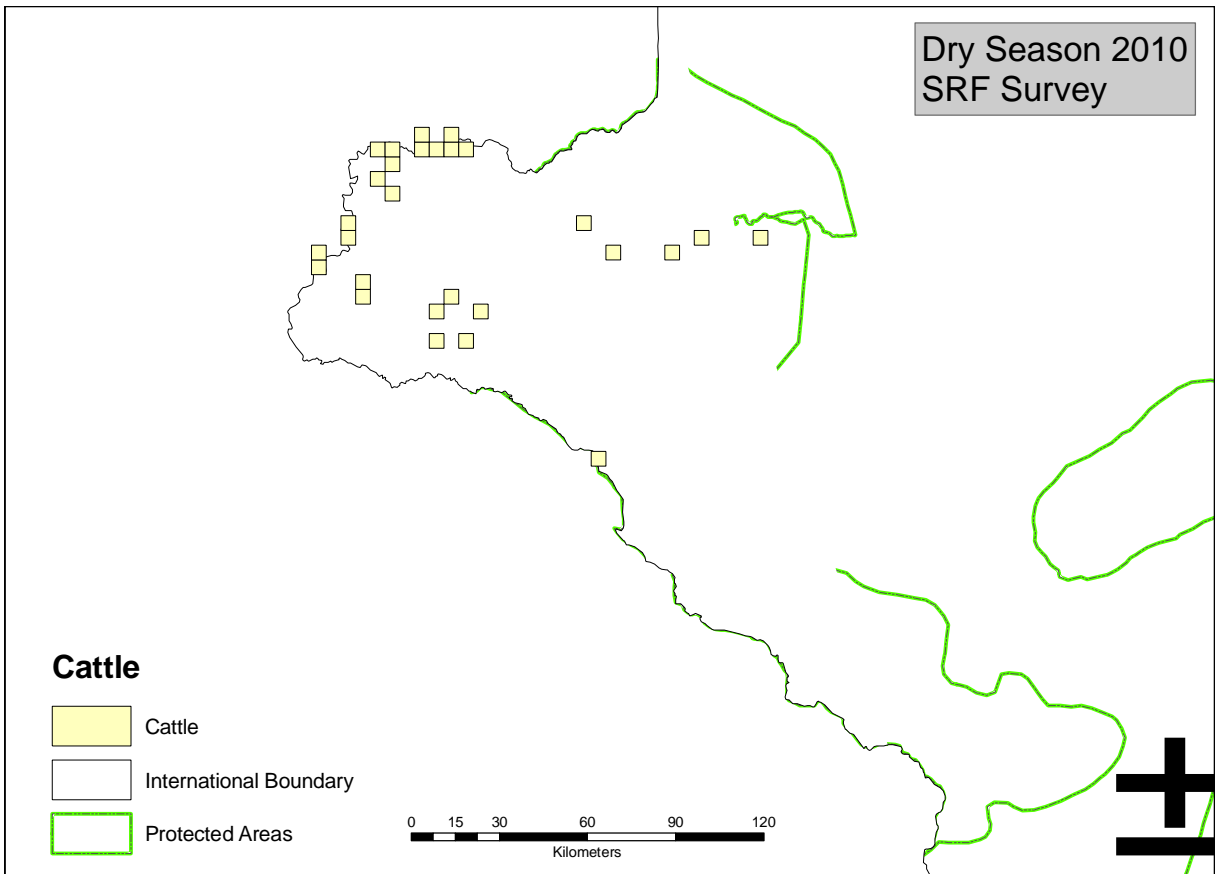 Dry Season 2010
SRF Survey
Cattle
Cattle
International Boundary
Protected Areas
0 15 30 60 90 120
Kilometers
±